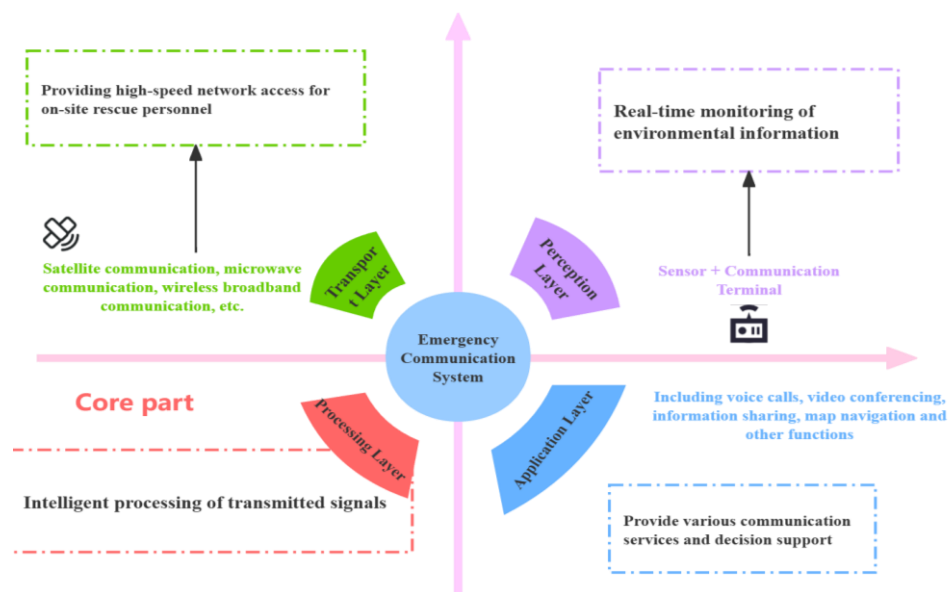 Providing high-speed network access for
on-site rescue personnel
Real-time monitoring of
environmental information
Satellite communication, microwave
communication, wireless broadband
communication, etc.
Transpor
t Layer
Perception
Layer
Sensor + Communication
Terminal
Emergency
Communication
System
Core part
Processing Layer
Application Layer
Including voice calls, video conferencing,
information sharing, map navigation and
other functions
Intelligent processing of transmitted signals
Provide various communication
services and decision support